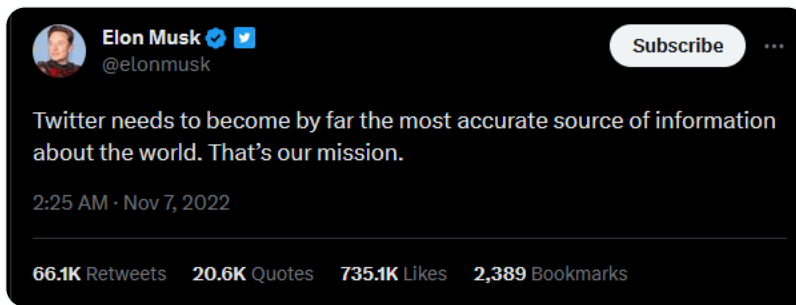 Elon Musk
@elonmusk
Subscribe
Twitter needs to become by far the most accurate source of information
about the world. That’s our mission.
2:25 AM · Nov 7, 2022
66.1K Retweets 20.6K Quotes 735.1K Likes 2,389 Bookmarks